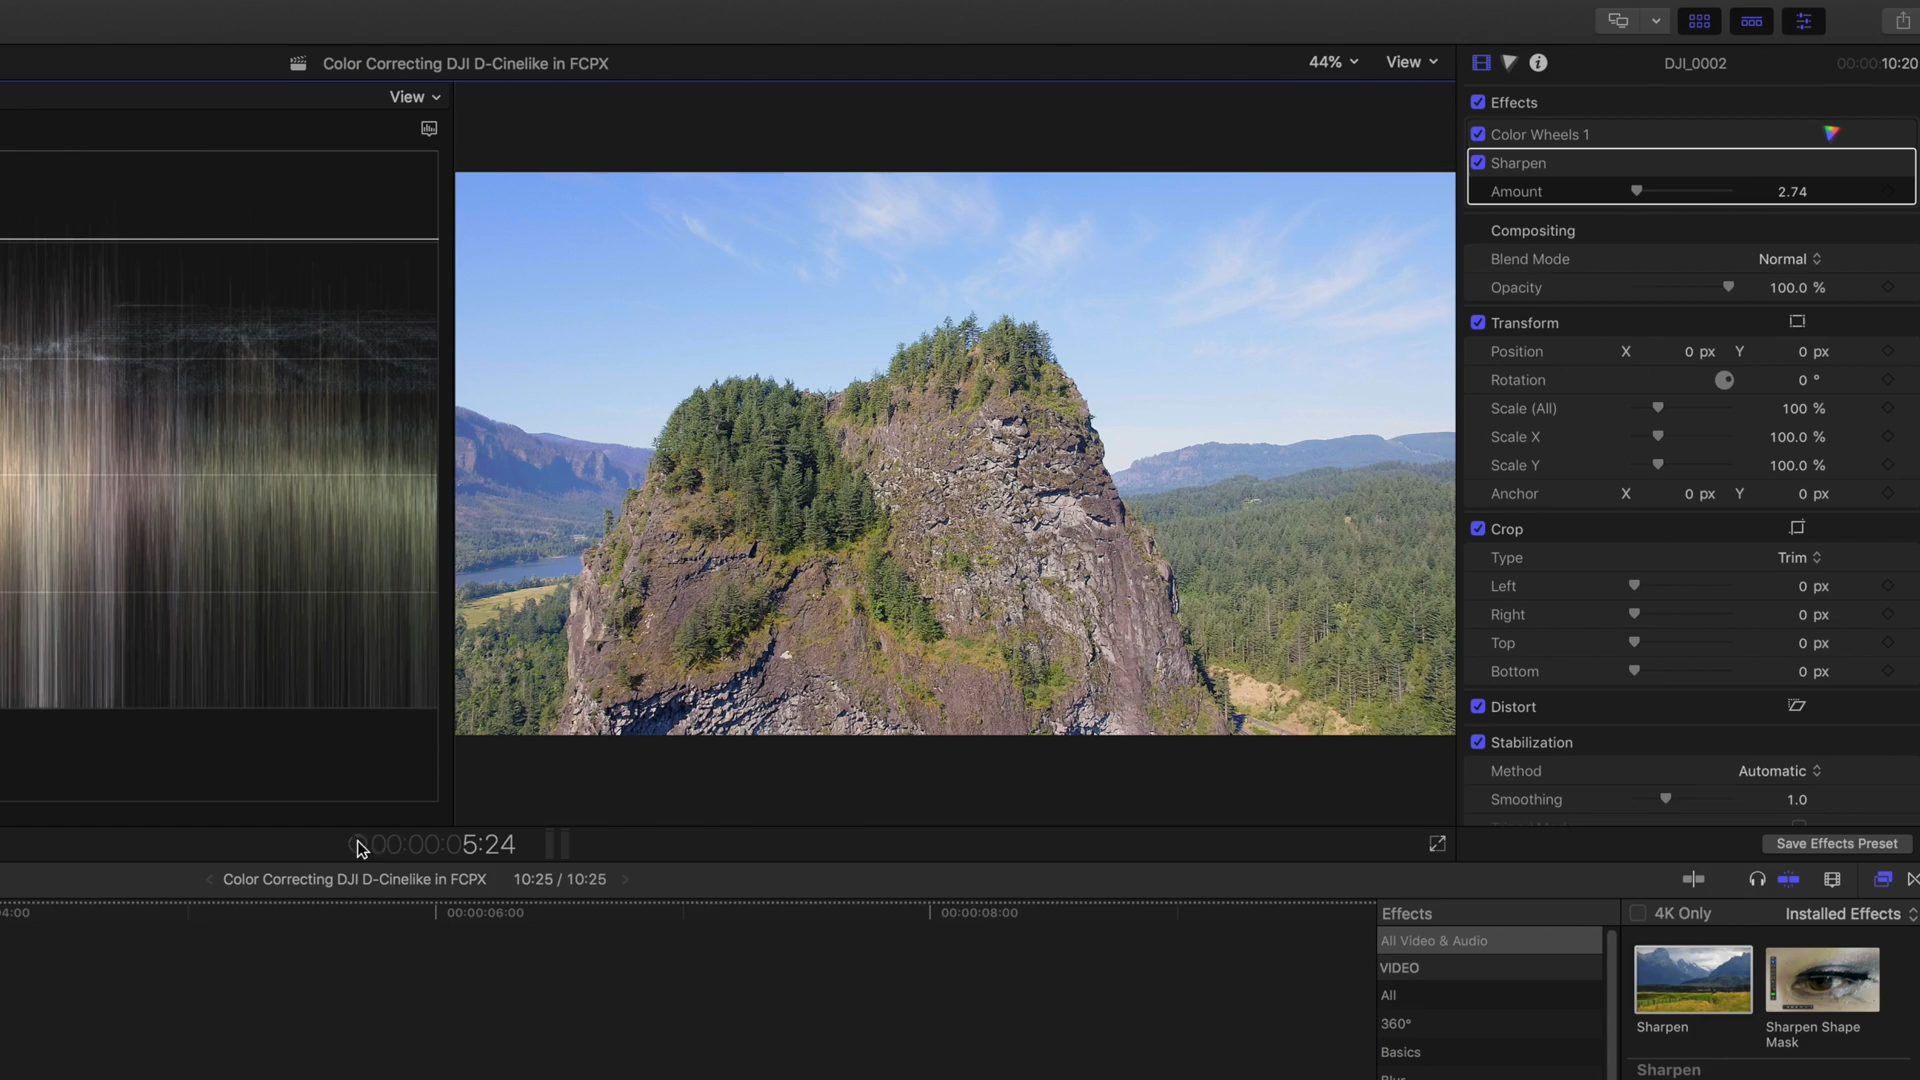 Color Correcting DJI D-Cinelike in FCPX
44%
View
DJI_0002
00:00:10:20
View
Effects
Color Wheels 1
Sharpen
Amount
2.74
Compositing
Blend Mode
Normal
Opacity
100.0 %
Transform
Position
X
0 px
Y
0 px
Rotation
0 °
Scale (All)
100 %
Scale X
100.0 %
Scale Y
100.0 %
Anchor
X
0 px
Y
0 px
Crop
Type
Trim
Left
0 px
Right
0 px
Top
0 px
Bottom
0 px
Distort
Stabilization
Method
Automatic
Smoothing
1.0
00:00:05:24
Save Effects Preset
Color Correcting DJI D-Cinelike in FCPX
10:25 / 10:25
4:00
00:00:06:00
00:00:08:00
Effects
4K Only
Installed Effects
All Video & Audio
VIDEO
All
360°
Basics
Sharpen
Sharpen Shape
Mask
Sharpen